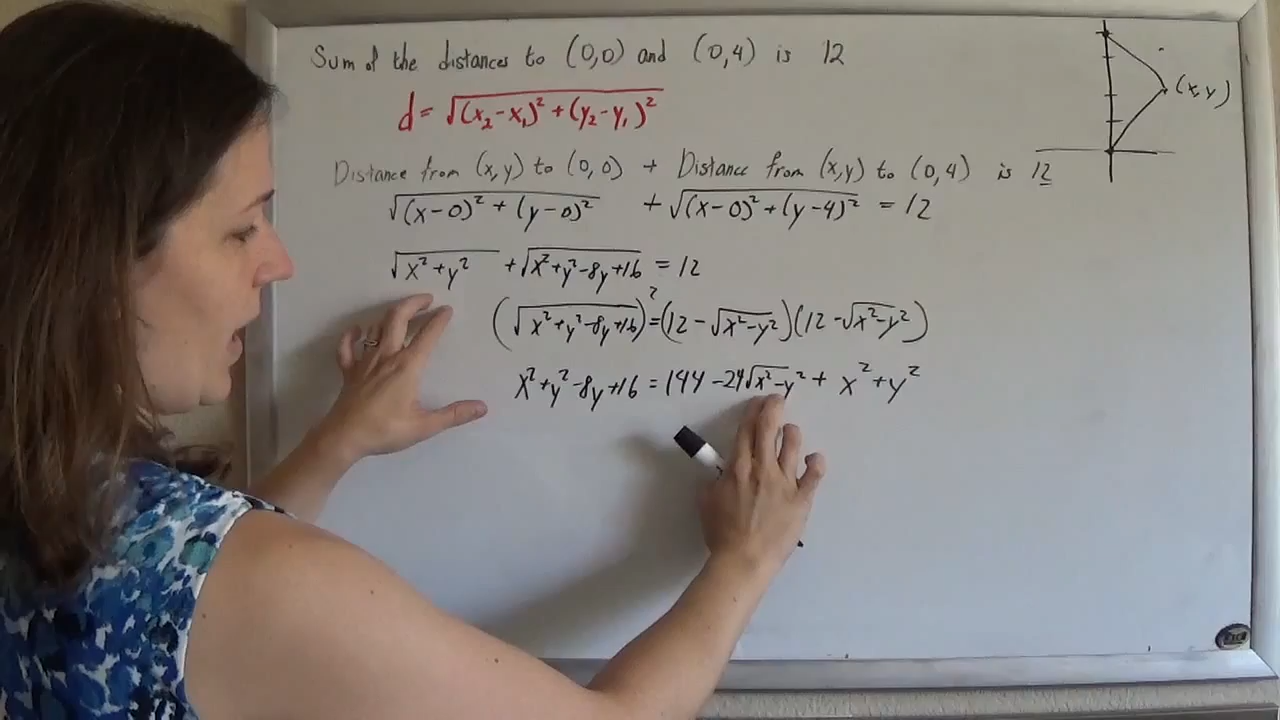 Sum of the distances to (0,0) and (0,4) is 12
d = √(x₂-x₁)² + (y₂-y₁)²
(x,y)
Distance from (x,y) to (0,0) + Distance from (x,y) to (0,4) is 12
√(x-0)² + (y-0)² + √(x-0)² + (y-4)² = 12
√x² + y² + √x² + y² - 8y + 16 = 12
(√x² + y² - 8y + 16)² = (12 - √x² - y²)(12 - √x² - y²)
x² + y² - 8y + 16 = 144 - 24√x² - y² + x² + y²